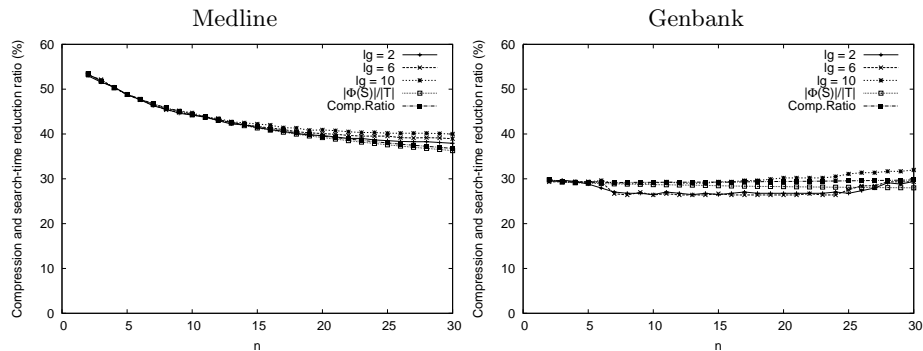 Medline
Compression and search-time reduction ratio (%)
60
50
40
30
20
10
0
0 5 10 15 20 25 30
n
lg = 2
lg = 6
lg = 10
|Φ(S)|/|T|
Comp.Ratio
Genbank
Compression and search-time reduction ratio (%)
60
50
40
30
20
10
0
0 5 10 15 20 25 30
n
lg = 2
lg = 6
lg = 10
|Φ(S)|/|T|
Comp.Ratio